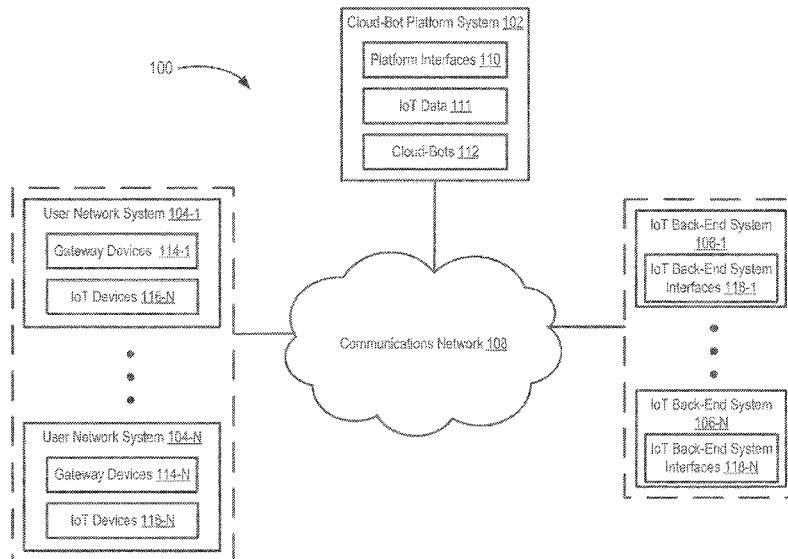 Cloud-Bot Platform System 102
Platform Interfaces 110
IoT Data 111
Cloud-Bots 112
100
User Network System 104-1
Gateway Devices 114-1
IoT Devices 116-N
User Network System 104-N
Gateway Devices 114-N
IoT Devices 116-N
Communications Network 108
IoT Back-End System
106-1
IoT Back-End System
Interfaces 118-1
IoT Back-End System
106-N
IoT Back-End System
Interfaces 118-N